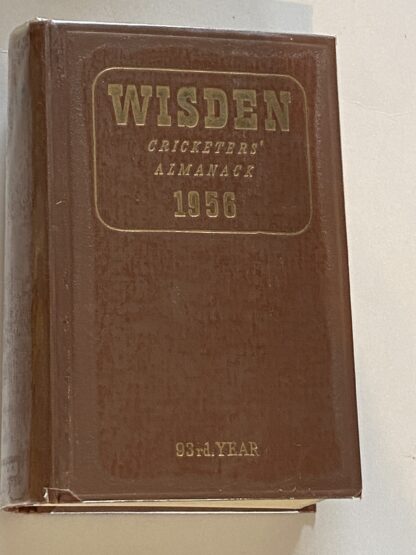 WISDEN
CRICKETERS'
ALMANACK
1956
93rd. YEAR